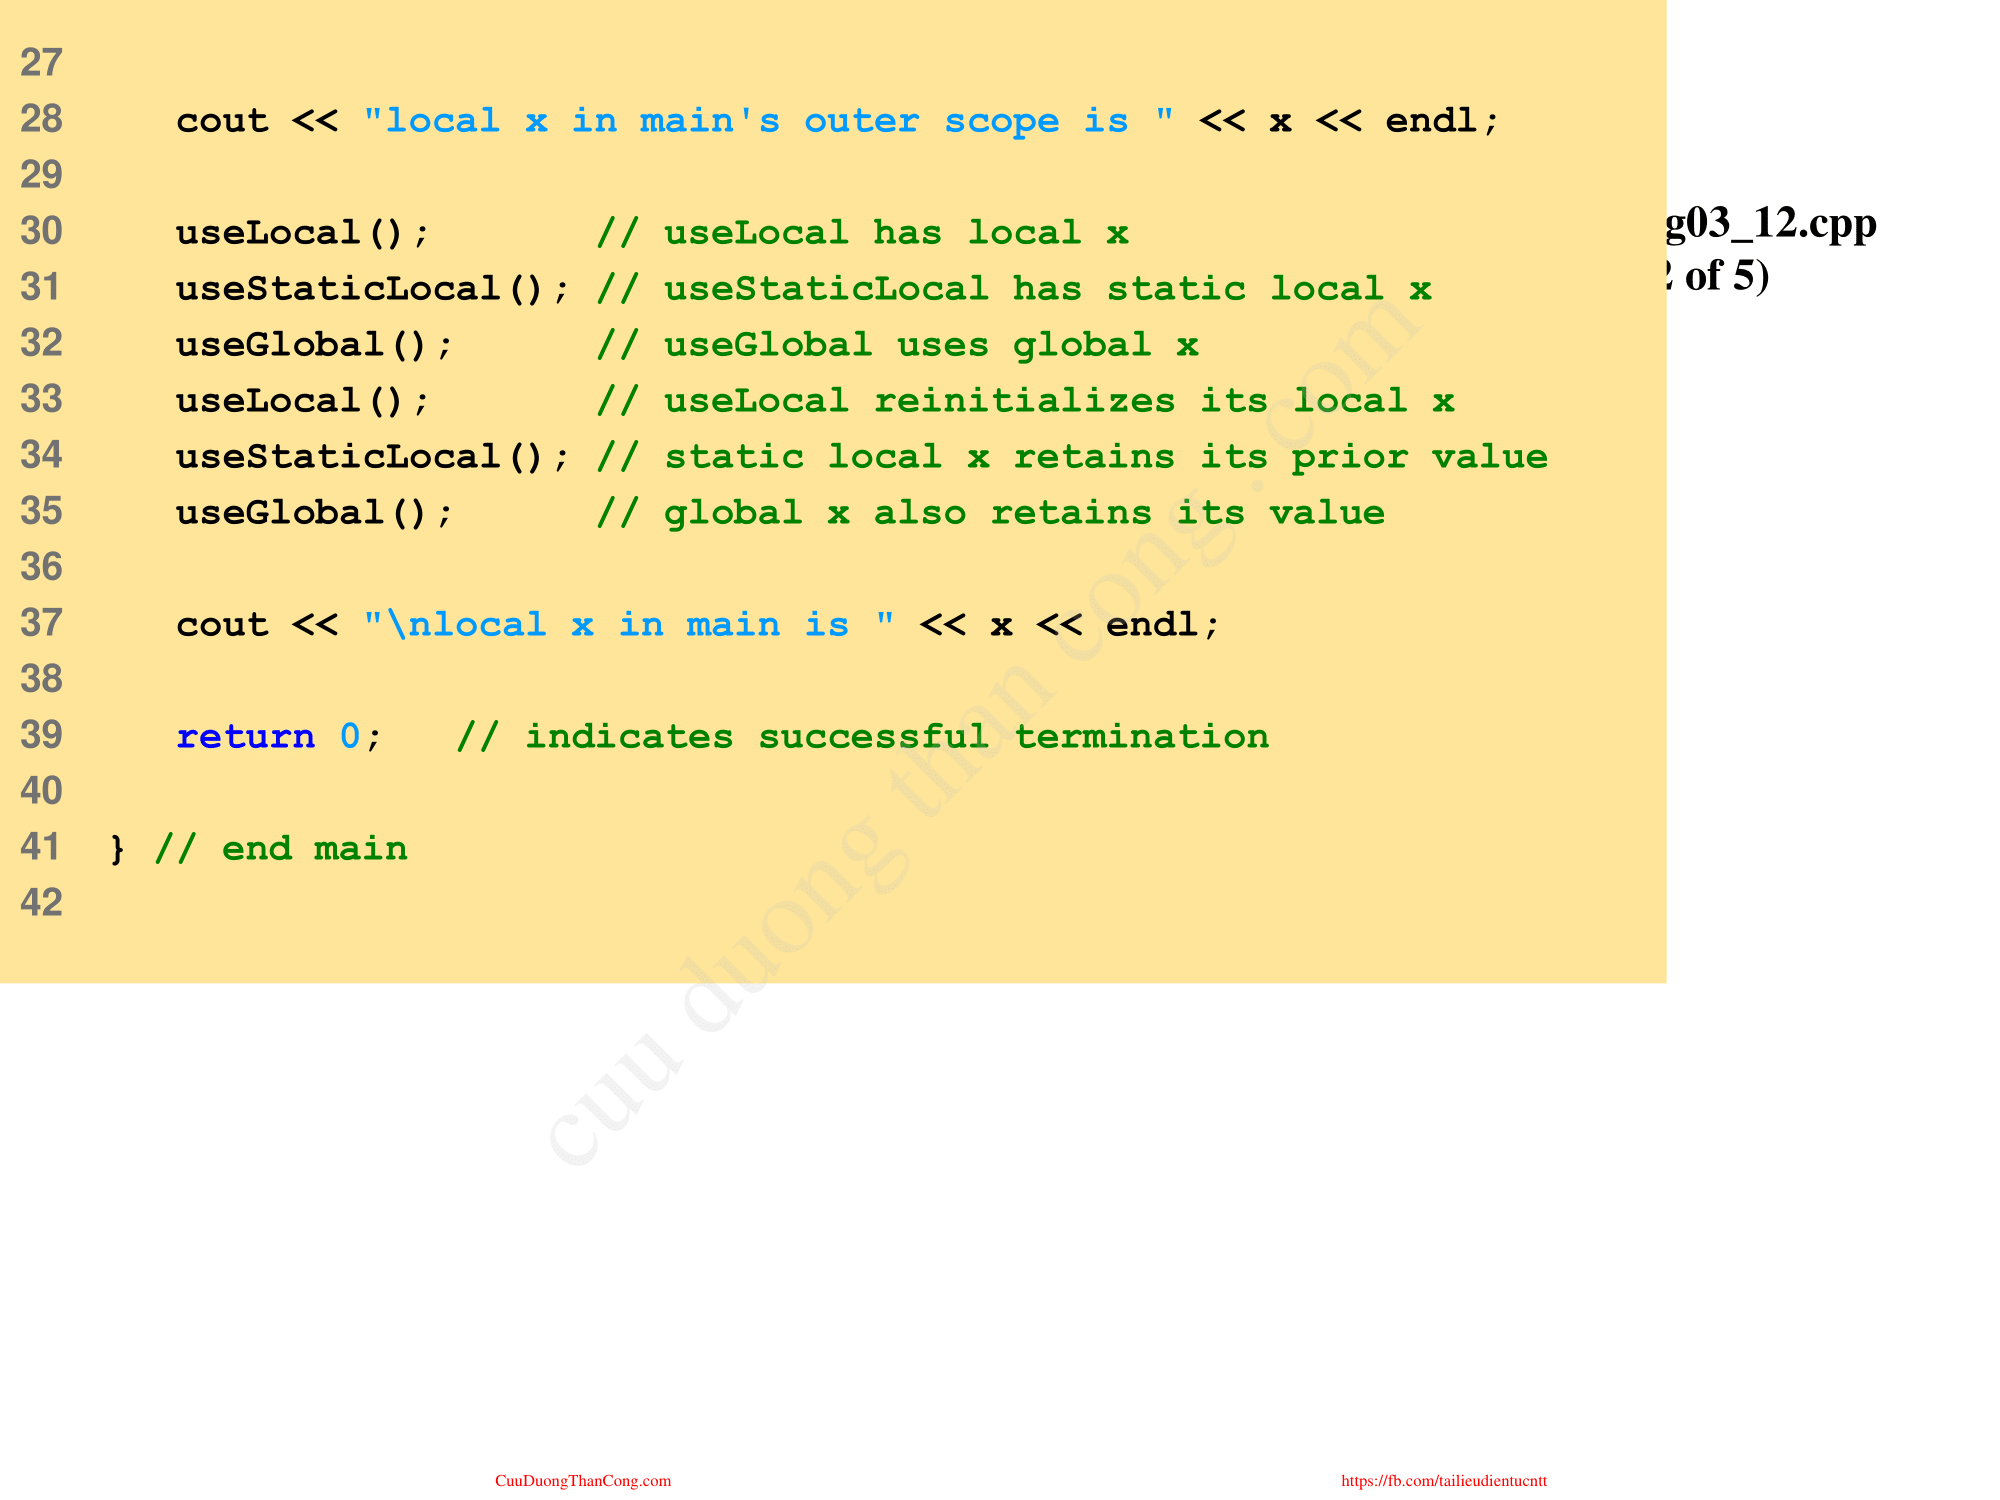 27
28 cout << "local x in main's outer scope is " << x << endl;
29
30 useLocal(); // useLocal has local x
31 useStaticLocal(); // useStaticLocal has static local x
32 useGlobal(); // useGlobal uses global x
33 useLocal(); // useLocal reinitializes its local x
34 useStaticLocal(); // static local x retains its prior value
35 useGlobal(); // global x also retains its value
36
37 cout << "\nlocal x in main is " << x << endl;
38
39 return 0; // indicates successful termination
40
41 } // end main
42
g03_12.cpp
2 of 5)
cuu duong than cong . com
CuuDuongThanCong.com
https://fb.com/tailieudientucntt